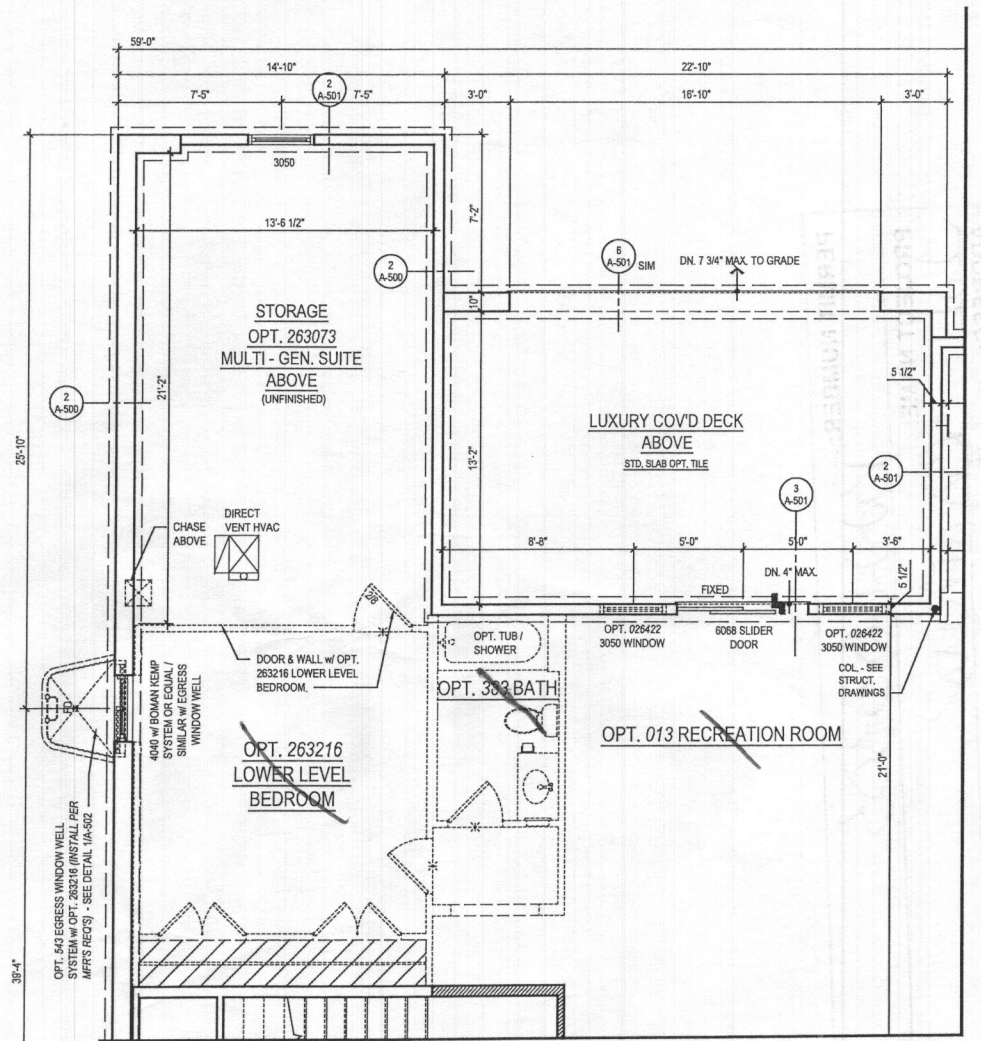 59'-0"
14'-10"
22'-10"
7'-5"
2
A-501
7'-5"
3'-0"
16'-10"
3'-0"
3050
13'-6 1/2"
7'-2"
2
A-500
6
A-501
SIM
DN. 7 3/4" MAX. TO GRADE
10"
STORAGE
OPT. 263073
MULTI - GEN. SUITE
ABOVE
(UNFINISHED)
21'-2"
2
A-500
25'-10"
5 1/2"
LUXURY COV'D DECK
ABOVE
STD. SLAB OPT. TILE
13'-2"
2
A-501
3
A-501
CHASE
ABOVE
DIRECT
VENT HVAC
8'-8"
5'-0"
5'-0"
3'-6"
DN. 4" MAX.
FIXED
5 1/2"
2/8
OPT. TUB /
SHOWER
OPT. 026422
3050 WINDOW
6068 SLIDER
DOOR
OPT. 026422
3050 WINDOW
COL. - SEE
STRUCT.
DRAWINGS
DOOR & WALL w/ OPT.
263216 LOWER LEVEL
BEDROOM.
OPT. 383 BATH
4040 w/ BOMAN KEMP
SYSTEM OR EQUAL /
SIMILAR w/ EGRESS
WINDOW WELL
OPT. 013 RECREATION ROOM
OPT. 263216
LOWER LEVEL
BEDROOM
21'-0"
OPT. 543 EGRESS WINDOW WELL
SYSTEM w/ OPT. 263216 (INSTALL PER
MFR'S REQ'S) - SEE DETAIL 1/A-502
39'-4"